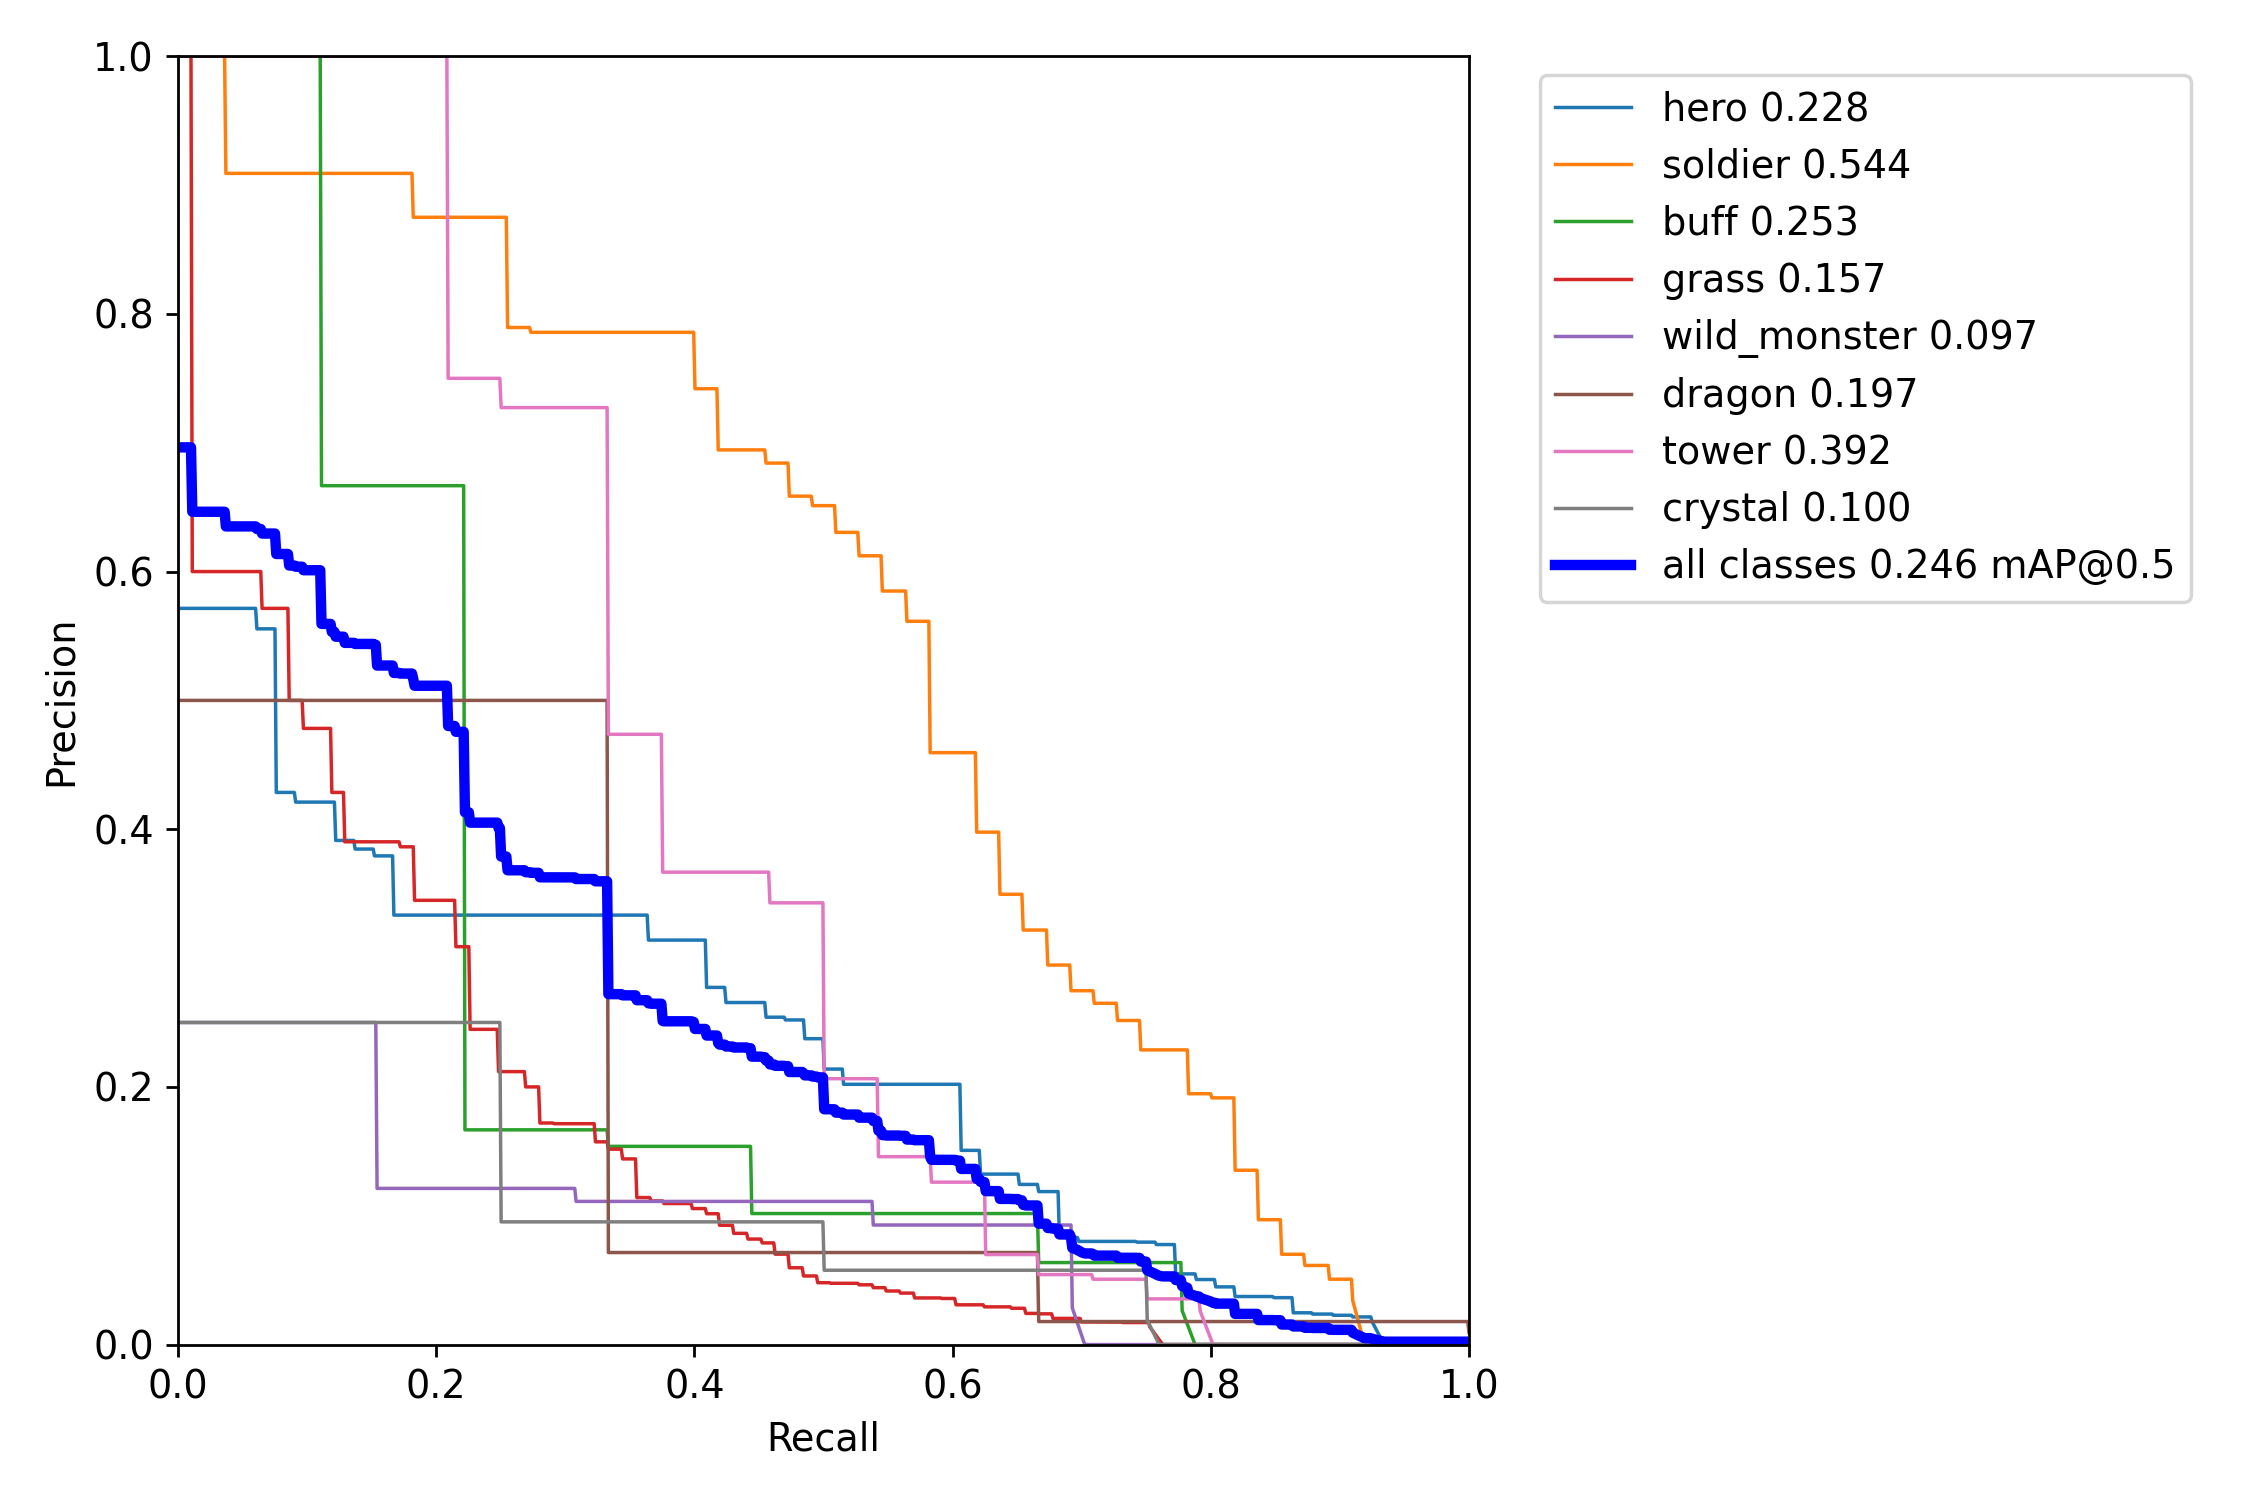 1.0
0.8
0.6
0.4
0.2
0.0
Precision
0.0 0.2 0.4 0.6 0.8 1.0
Recall
hero 0.228
soldier 0.544
buff 0.253
grass 0.157
wild_monster 0.097
dragon 0.197
tower 0.392
crystal 0.100
all classes 0.246 mAP@0.5